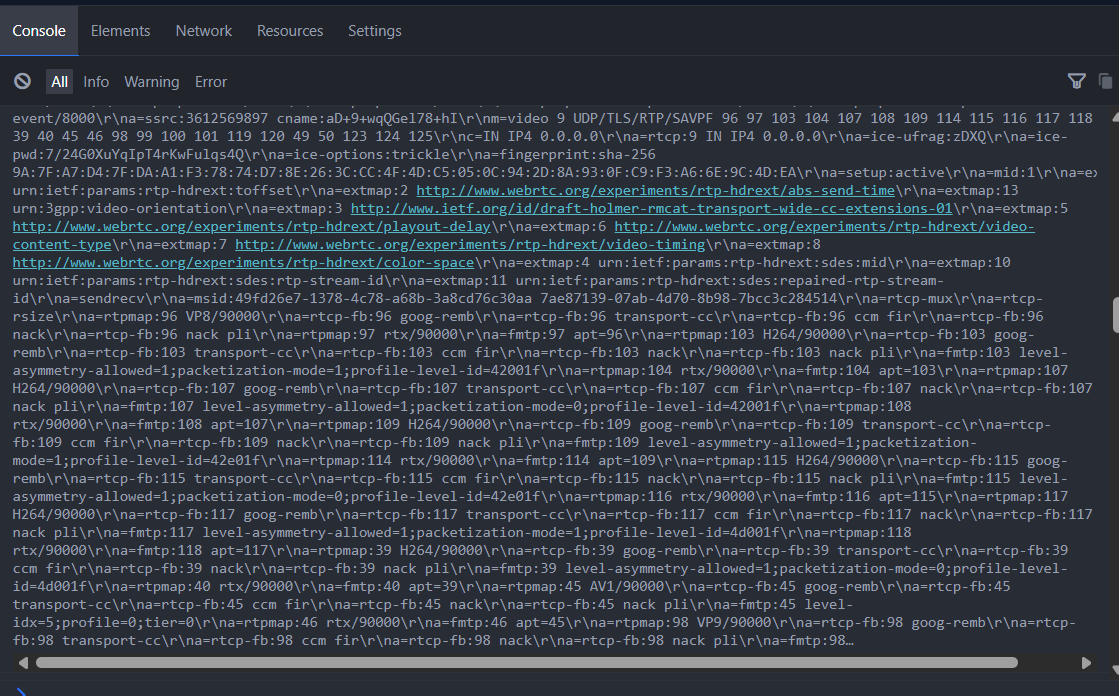 Console Elements Network Resources Settings
All Info Warning Error
event/8000\r\na=ssrc:3612569897 cname:aD+9+wqQGel78+hI\r\nm=video 9 UDP/TLS/RTP/SAVPF 96 97 103 104 107 108 109 114 115 116 117 118
39 40 45 46 98 99 100 101 119 120 49 50 123 124 125\r\nc=IN IP4 0.0.0.0\r\na=rtcp:9 IN IP4 0.0.0.0\r\na=ice-ufrag:zDXQ\r\na=ice-
pwd:7/24G0XuYqIpT4rKwFulqs4Q\r\na=ice-options:trickle\r\na=fingerprint:sha-256
9A:7F:A7:D4:7F:DA:A1:F3:78:74:D7:8E:26:3C:CC:4F:4D:C5:05:0C:94:2D:8A:93:0F:C9:F3:A6:6E:9C:4D:EA\r\na=setup:active\r\na=mid:1\r\na=ex
urn:ietf:params:rtp-hdrext:toffset\r\na=extmap:2 http://www.webrtc.org/experiments/rtp-hdrext/abs-send-time\r\na=extmap:13
urn:3gpp:video-orientation\r\na=extmap:3 http://www.ietf.org/id/draft-holmer-rmcat-transport-wide-cc-extensions-01\r\na=extmap:5
http://www.webrtc.org/experiments/rtp-hdrext/playout-delay\r\na=extmap:6 http://www.webrtc.org/experiments/rtp-hdrext/video-
content-type\r\na=extmap:7 http://www.webrtc.org/experiments/rtp-hdrext/video-timing\r\na=extmap:8
http://www.webrtc.org/experiments/rtp-hdrext/color-space\r\na=extmap:4 urn:ietf:params:rtp-hdrext:sdes:mid\r\na=extmap:10
urn:ietf:params:rtp-hdrext:sdes:rtp-stream-id\r\na=extmap:11 urn:ietf:params:rtp-hdrext:sdes:repaired-rtp-stream-
id\r\na=sendrecv\r\na=msid:49fd26e7-1378-4c78-a68b-3a8cd76c30aa 7ae87139-07ab-4d70-8b98-7bcc3c284514\r\na=rtcp-mux\r\na=rtcp-
rsize\r\na=rtpmap:96 VP8/90000\r\na=rtcp-fb:96 goog-remb\r\na=rtcp-fb:96 transport-cc\r\na=rtcp-fb:96 ccm fir\r\na=rtcp-fb:96
nack\r\na=rtcp-fb:96 nack pli\r\na=rtpmap:97 rtx/90000\r\na=fmtp:97 apt=96\r\na=rtpmap:103 H264/90000\r\na=rtcp-fb:103 goog-
remb\r\na=rtcp-fb:103 transport-cc\r\na=rtcp-fb:103 ccm fir\r\na=rtcp-fb:103 nack\r\na=rtcp-fb:103 nack pli\r\na=fmtp:103 level-
asymmetry-allowed=1;packetization-mode=1;profile-level-id=42001f\r\na=rtpmap:104 rtx/90000\r\na=fmtp:104 apt=103\r\na=rtpmap:107
H264/90000\r\na=rtcp-fb:107 goog-remb\r\na=rtcp-fb:107 transport-cc\r\na=rtcp-fb:107 ccm fir\r\na=rtcp-fb:107 nack\r\na=rtcp-fb:107
nack pli\r\na=fmtp:107 level-asymmetry-allowed=1;packetization-mode=0;profile-level-id=42001f\r\na=rtpmap:108
rtx/90000\r\na=fmtp:108 apt=107\r\na=rtpmap:109 H264/90000\r\na=rtcp-fb:109 goog-remb\r\na=rtcp-fb:109 transport-cc\r\na=rtcp-
fb:109 ccm fir\r\na=rtcp-fb:109 nack\r\na=rtcp-fb:109 nack pli\r\na=fmtp:109 level-asymmetry-allowed=1;packetization-
mode=1;profile-level-id=42e01f\r\na=rtpmap:114 rtx/90000\r\na=fmtp:114 apt=109\r\na=rtpmap:115 H264/90000\r\na=rtcp-fb:115 goog-
remb\r\na=rtcp-fb:115 transport-cc\r\na=rtcp-fb:115 ccm fir\r\na=rtcp-fb:115 nack\r\na=rtcp-fb:115 nack pli\r\na=fmtp:115 level-
asymmetry-allowed=1;packetization-mode=0;profile-level-id=42e01f\r\na=rtpmap:116 rtx/90000\r\na=fmtp:116 apt=115\r\na=rtpmap:117
H264/90000\r\na=rtcp-fb:117 goog-remb\r\na=rtcp-fb:117 transport-cc\r\na=rtcp-fb:117 ccm fir\r\na=rtcp-fb:117 nack\r\na=rtcp-fb:117
nack pli\r\na=fmtp:117 level-asymmetry-allowed=1;packetization-mode=1;profile-level-id=4d001f\r\na=rtpmap:118
rtx/90000\r\na=fmtp:118 apt=117\r\na=rtpmap:39 H264/90000\r\na=rtcp-fb:39 goog-remb\r\na=rtcp-fb:39 transport-cc\r\na=rtcp-fb:39
ccm fir\r\na=rtcp-fb:39 nack\r\na=rtcp-fb:39 nack pli\r\na=fmtp:39 level-asymmetry-allowed=1;packetization-mode=0;profile-level-
id=4d001f\r\na=rtpmap:40 rtx/90000\r\na=fmtp:40 apt=39\r\na=rtpmap:45 AV1/90000\r\na=rtcp-fb:45 goog-remb\r\na=rtcp-fb:45
transport-cc\r\na=rtcp-fb:45 ccm fir\r\na=rtcp-fb:45 nack\r\na=rtcp-fb:45 nack pli\r\na=fmtp:45 level-
idx=5;profile=0;tier=0\r\na=rtpmap:46 rtx/90000\r\na=fmtp:46 apt=45\r\na=rtpmap:98 VP9/90000\r\na=rtcp-fb:98 goog-remb\r\na=rtcp-
fb:98 transport-cc\r\na=rtcp-fb:98 ccm fir\r\na=rtcp-fb:98 nack\r\na=rtcp-fb:98 nack pli\r\na=fmtp:98…